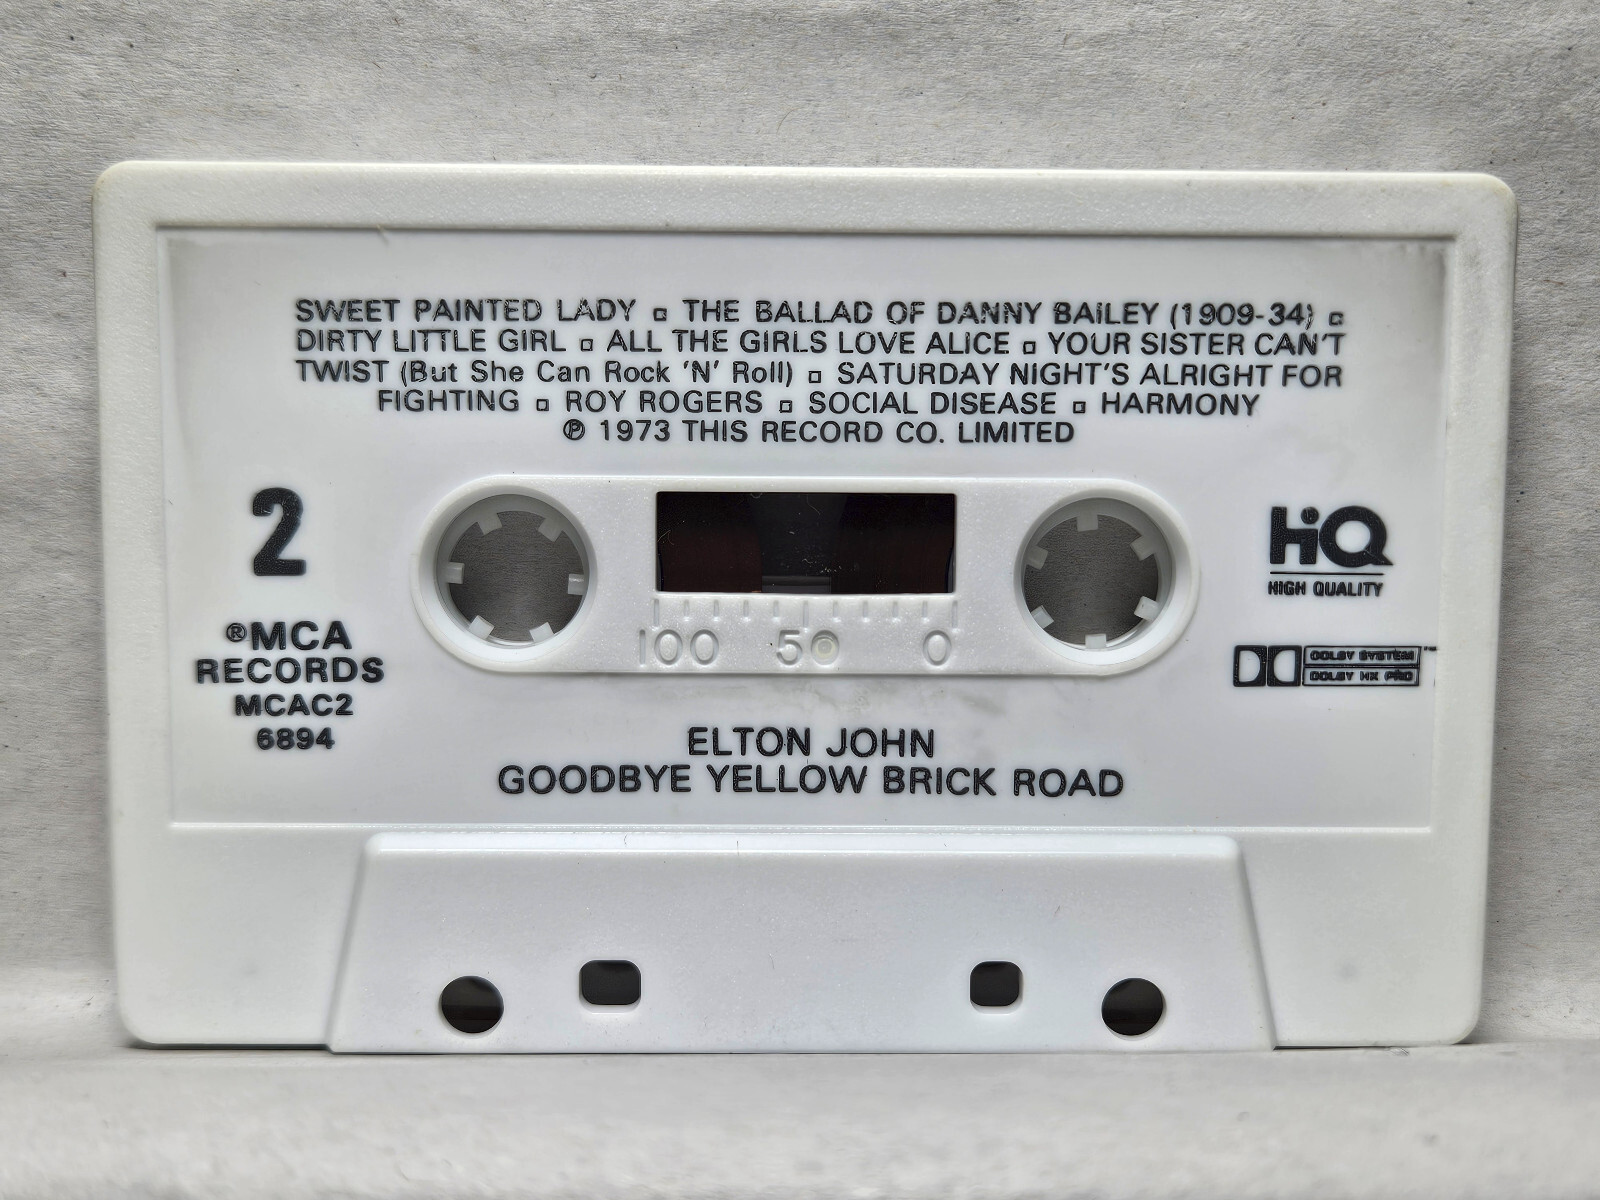 SWEET PAINTED LADY ▫ THE BALLAD OF DANNY BAILEY (1909-34) ▫
DIRTY LITTLE GIRL ▫ ALL THE GIRLS LOVE ALICE ▫ YOUR SISTER CAN'T
TWIST (But She Can Rock 'N' Roll) ▫ SATURDAY NIGHT'S ALRIGHT FOR
FIGHTING ▫ ROY ROGERS ▫ SOCIAL DISEASE ▫ HARMONY
℗ 1973 THIS RECORD CO. LIMITED
2
®MCA
RECORDS
MCAC2
6894
100 50 0
HiQ
HIGH QUALITY
DOLBY SYSTEM™
DOLBY HX PRO
ELTON JOHN
GOODBYE YELLOW BRICK ROAD